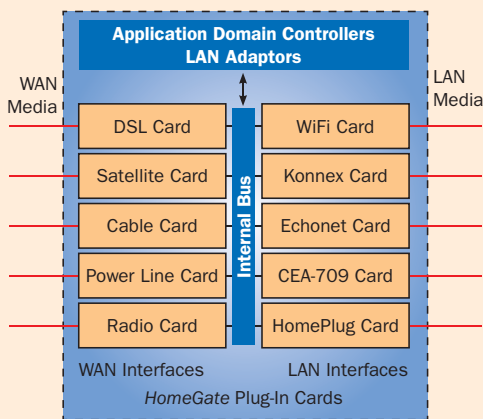 Application Domain Controllers
LAN Adaptors
WAN
Media
LAN
Media
DSL Card
WiFi Card
Satellite Card
Konnex Card
Cable Card
Internal Bus
Echonet Card
Power Line Card
CEA-709 Card
Radio Card
HomePlug Card
WAN Interfaces
LAN Interfaces
HomeGate Plug-In Cards